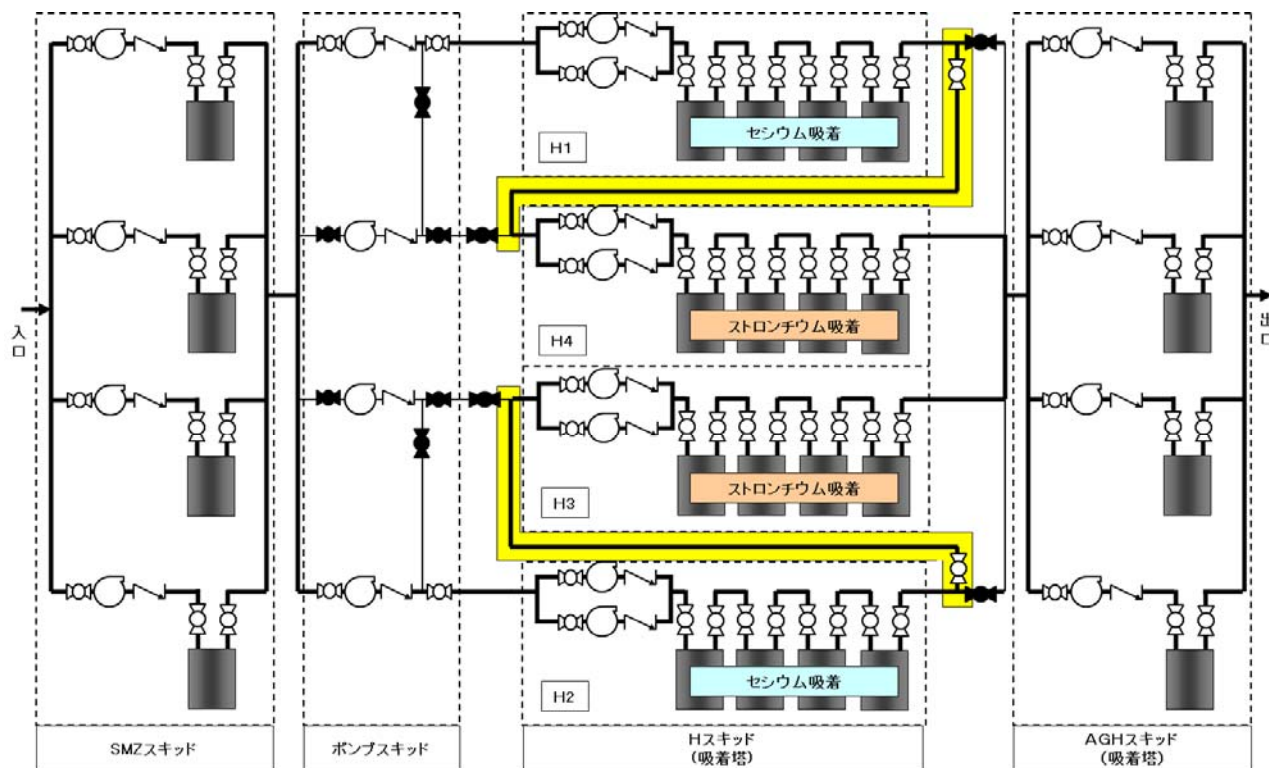 セシウム吸着
H1
入口
ストロンチウム吸着
出口
H4
H3
ストロンチウム吸着
H2
セシウム吸着
SMZスキッド
ポンプスキッド
Hスキッド
(吸着塔)
AGHスキッド
(吸着塔)